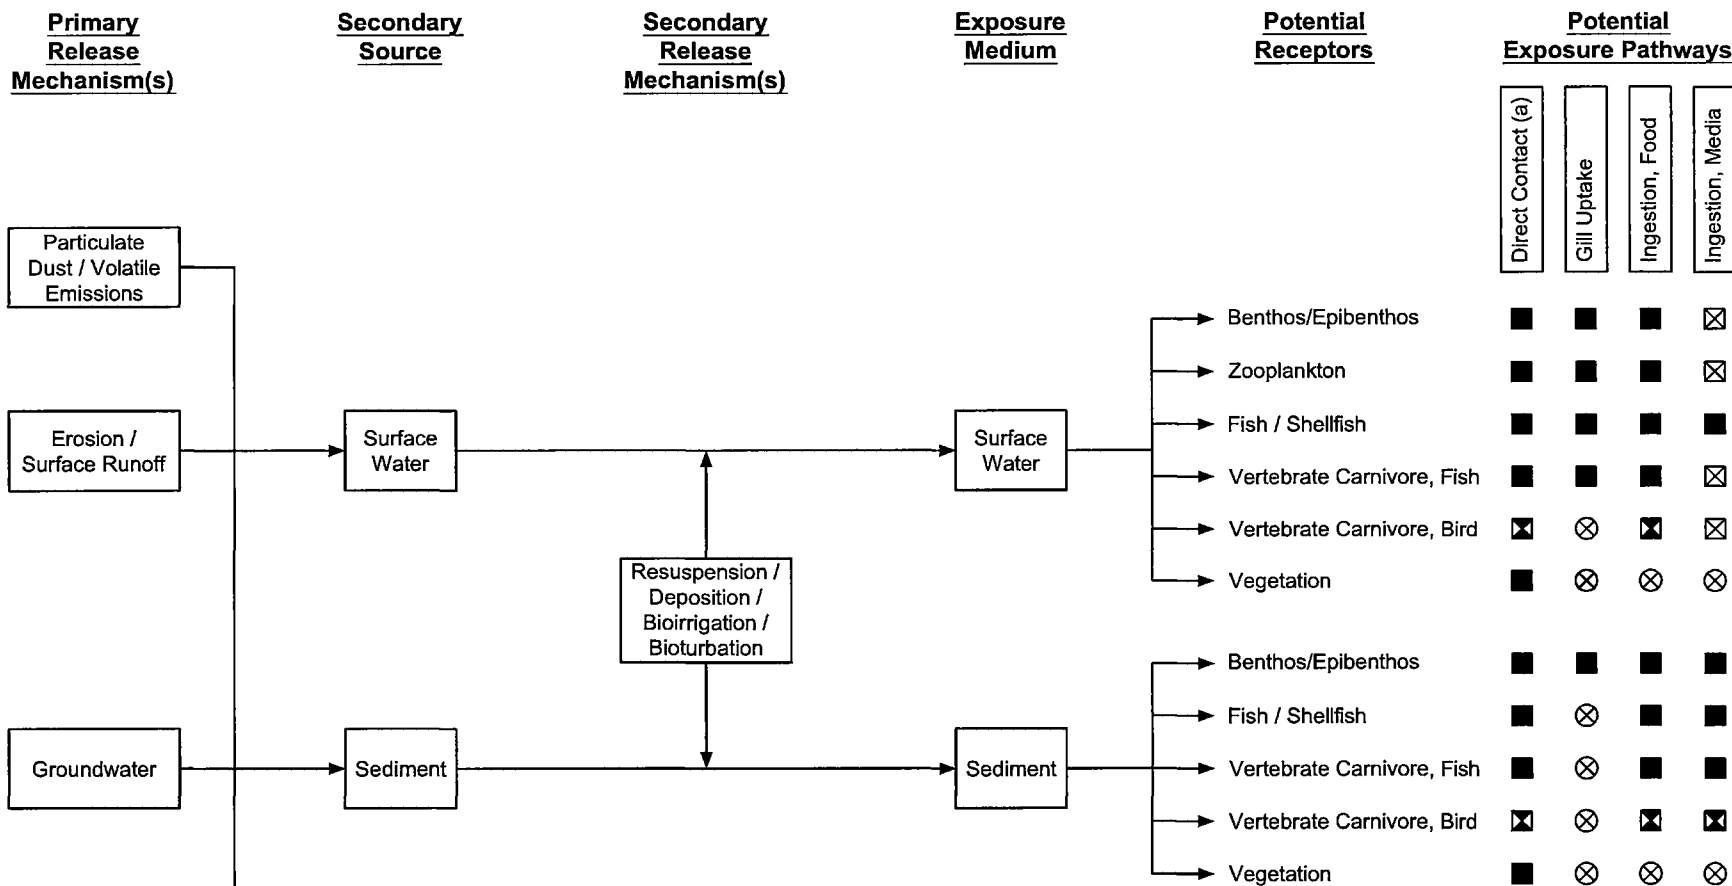 Primary
Release
Mechanism(s)
Secondary
Source
Secondary
Release
Mechanism(s)
Exposure
Medium
Potential
Receptors
Potential
Exposure Pathways
Direct Contact (a)
Gill Uptake
Ingestion, Food
Ingestion, Media
Particulate
Dust / Volatile
Emissions
Erosion /
Surface Runoff
Surface
Water
Surface
Water
Benthos/Epibenthos
Zooplankton
Fish / Shellfish
Vertebrate Carnivore, Fish
Vertebrate Carnivore, Bird
Vegetation
Resuspension /
Deposition /
Bioirrigation /
Bioturbation
Groundwater
Sediment
Sediment
Benthos/Epibenthos
Fish / Shellfish
Vertebrate Carnivore, Fish
Vertebrate Carnivore, Bird
Vegetation